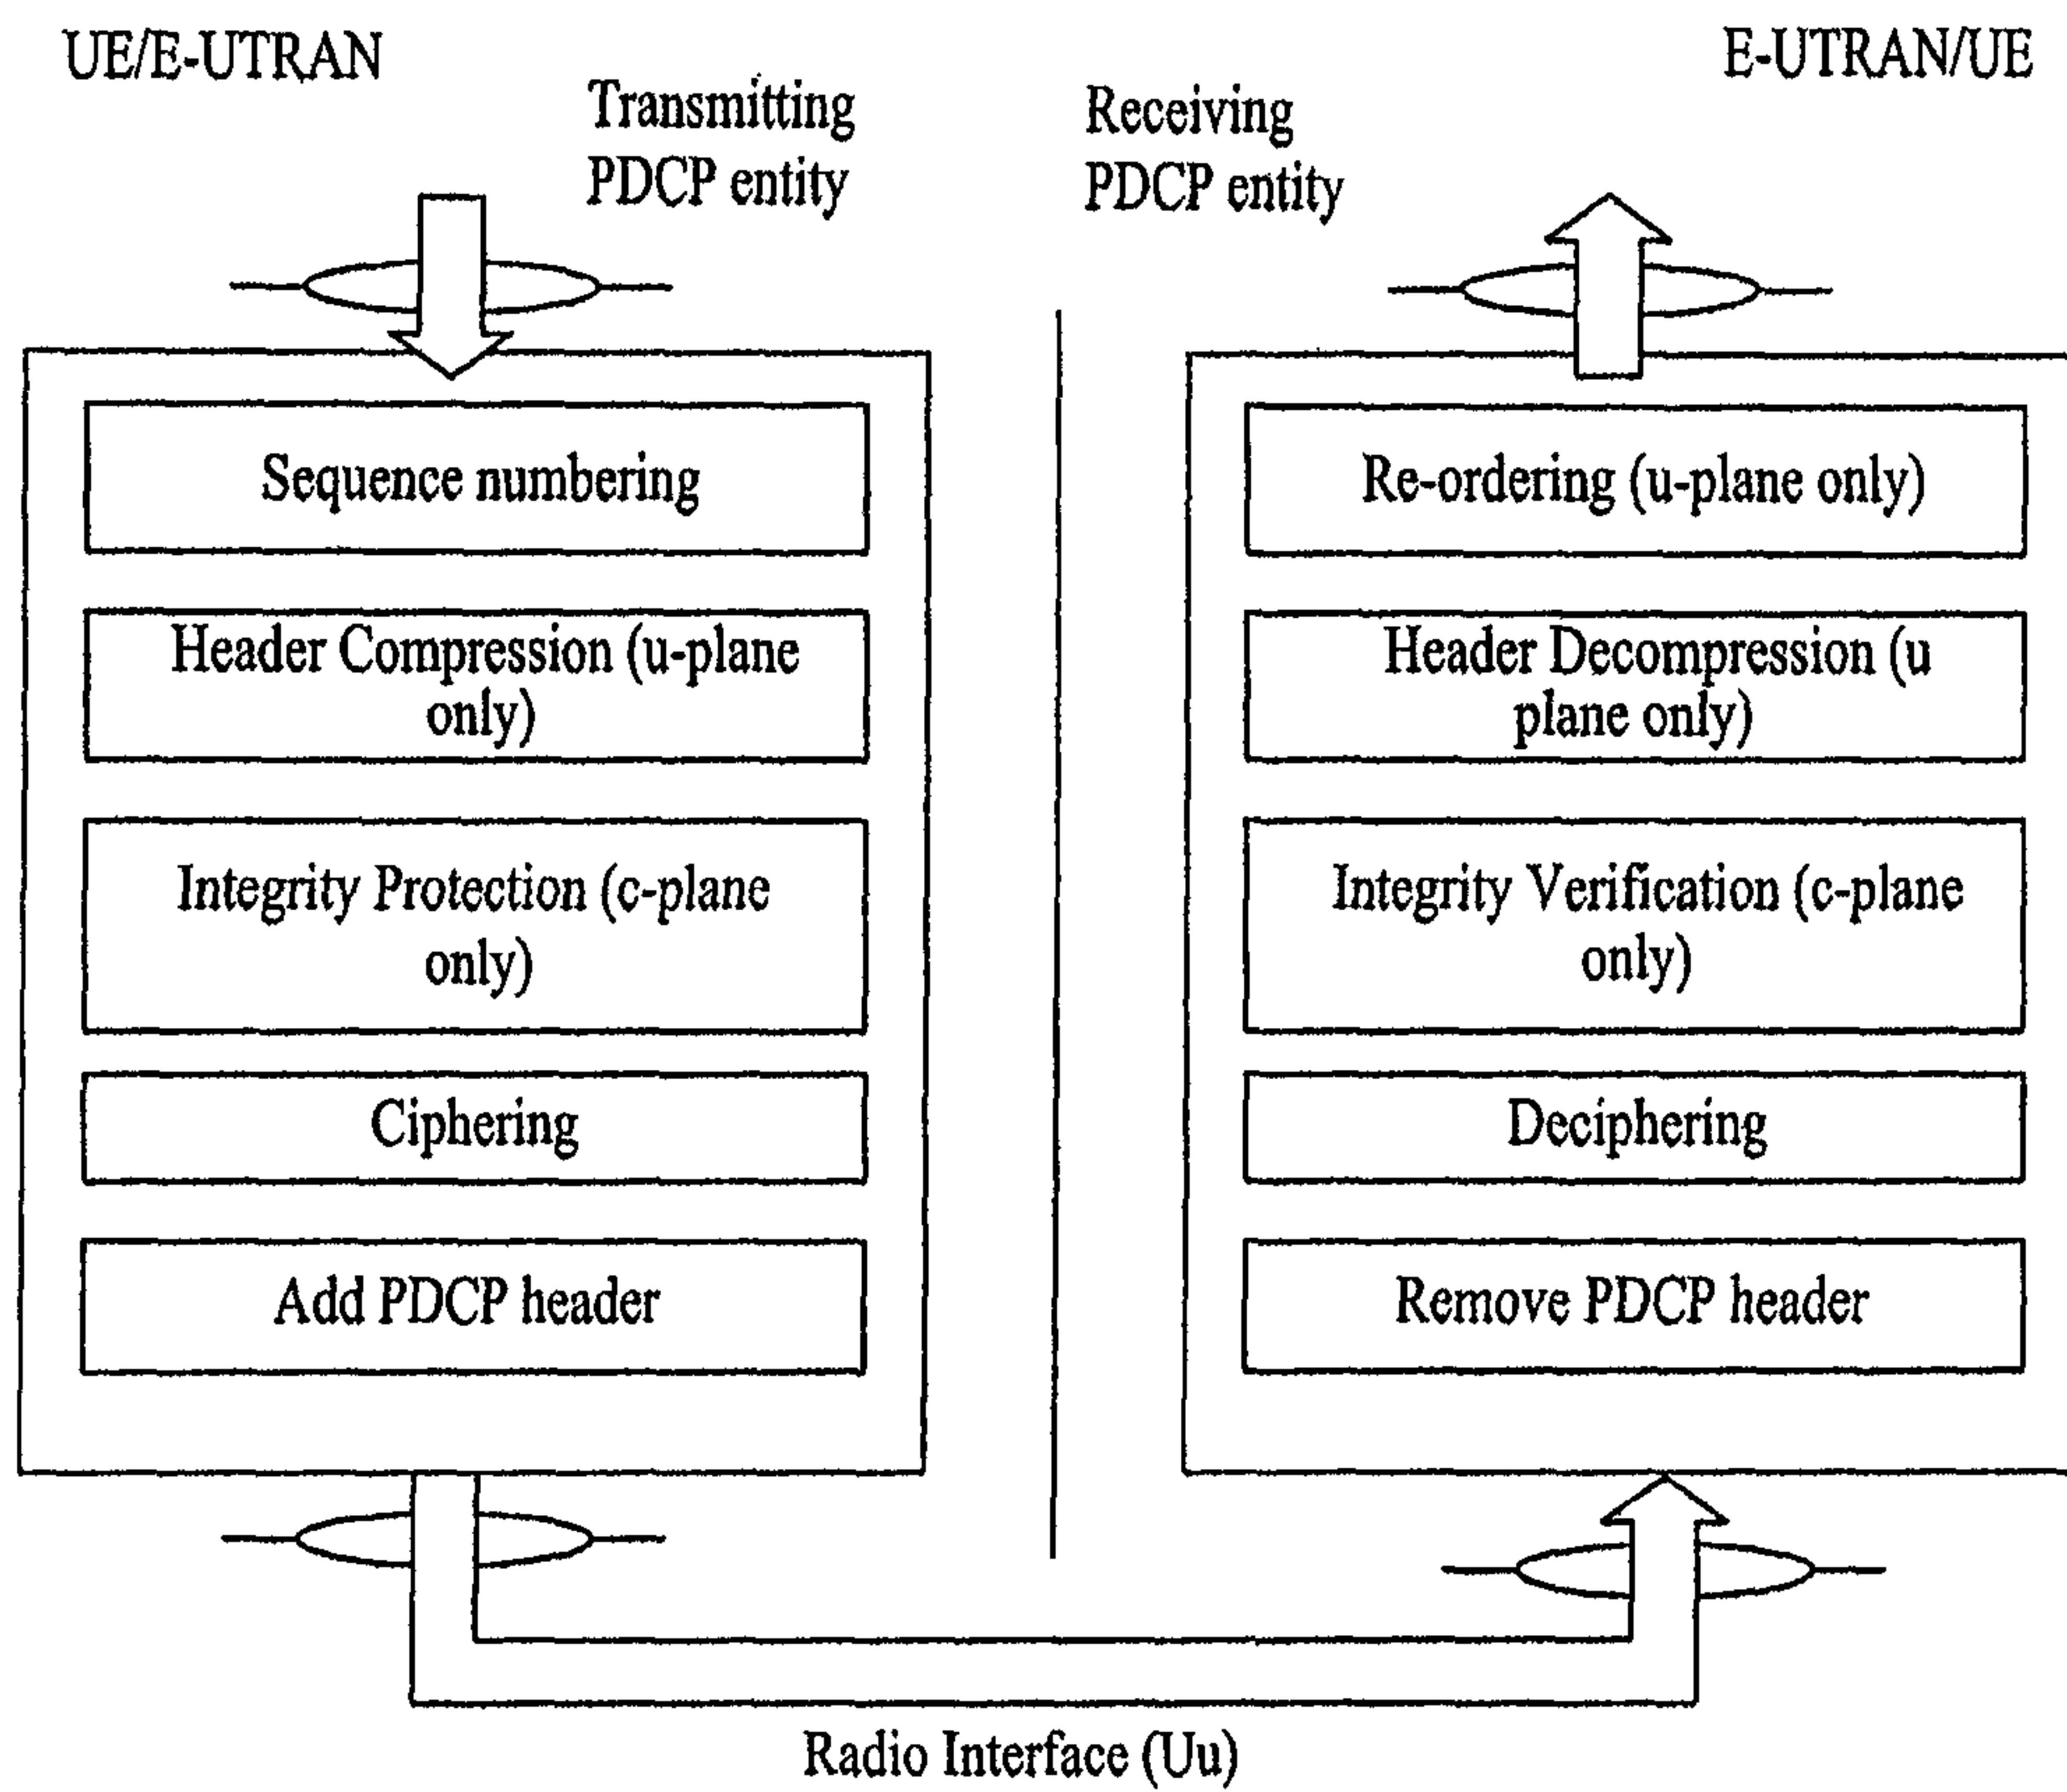 UE/E-UTRAN
E-UTRAN/UE
Transmitting
PDCP entity
Receiving
PDCP entity
Sequence numbering
Header Compression (u-plane
only)
Integrity Protection (c-plane
only)
Ciphering
Add PDCP header
Re-ordering (u-plane only)
Header Decompression (u
plane only)
Integrity Verification (c-plane
only)
Deciphering
Remove PDCP header
Radio Interface (Uu)